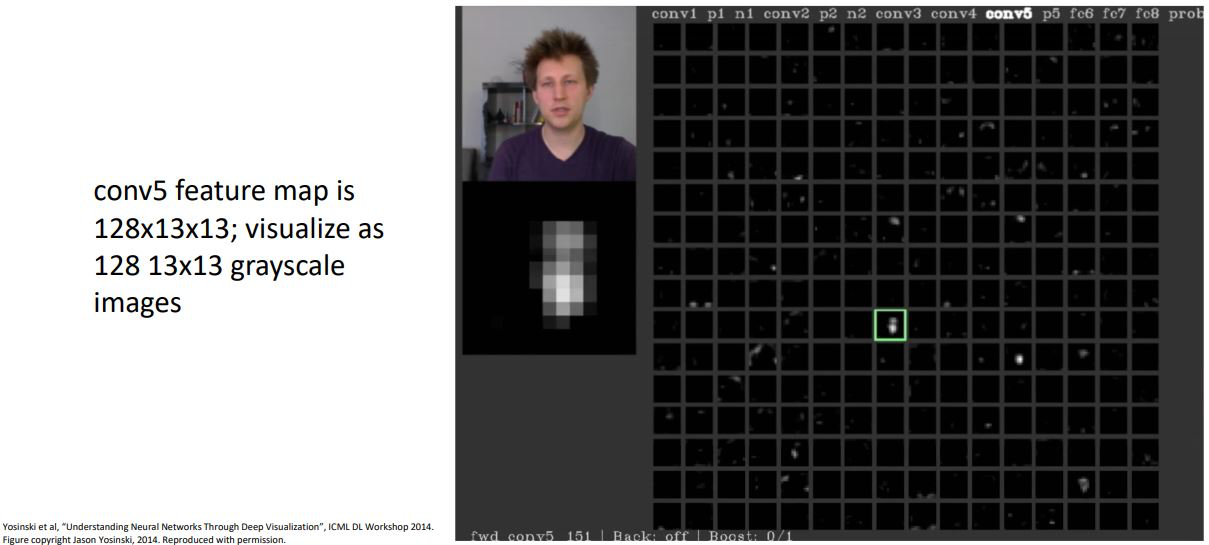 conv1 p1 n1 conv2 p2 n2 conv3 conv4 conv5 p5 fc6 fc7 fc8 prob
conv5 feature map is
128x13x13; visualize as
128 13x13 grayscale
images
Yosinski et al, “Understanding Neural Networks Through Deep Visualization”, ICML DL Workshop 2014.
Figure copyright Jason Yosinski, 2014. Reproduced with permission.
fwd conv5_151 | Back: off | Boost: 0/1